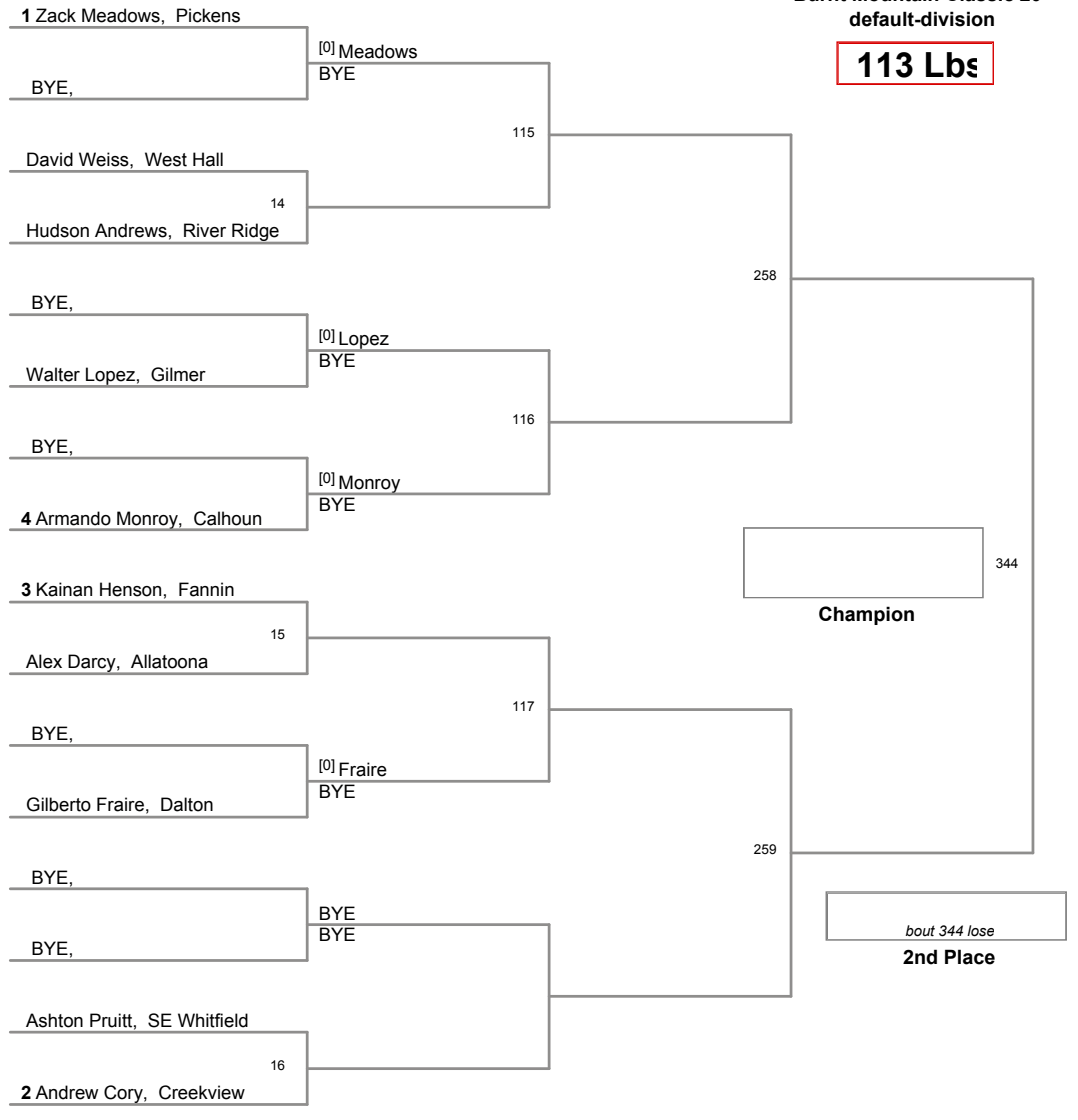 1 Zack Meadows, Pickens
default-division
[0] Meadows
BYE
113 Lbs
BYE,
115
David Weiss, West Hall
14
Hudson Andrews, River Ridge
258
BYE,
[0] Lopez
BYE
Walter Lopez, Gilmer
116
BYE,
[0] Monroy
BYE
4 Armando Monroy, Calhoun
344
3 Kainan Henson, Fannin
Champion
15
Alex Darcy, Allatoona
117
BYE,
[0] Fraire
BYE
Gilberto Fraire, Dalton
259
BYE,
BYE
BYE
bout 344 lose
BYE,
2nd Place
Ashton Pruitt, SE Whitfield
16
2 Andrew Cory, Creekview